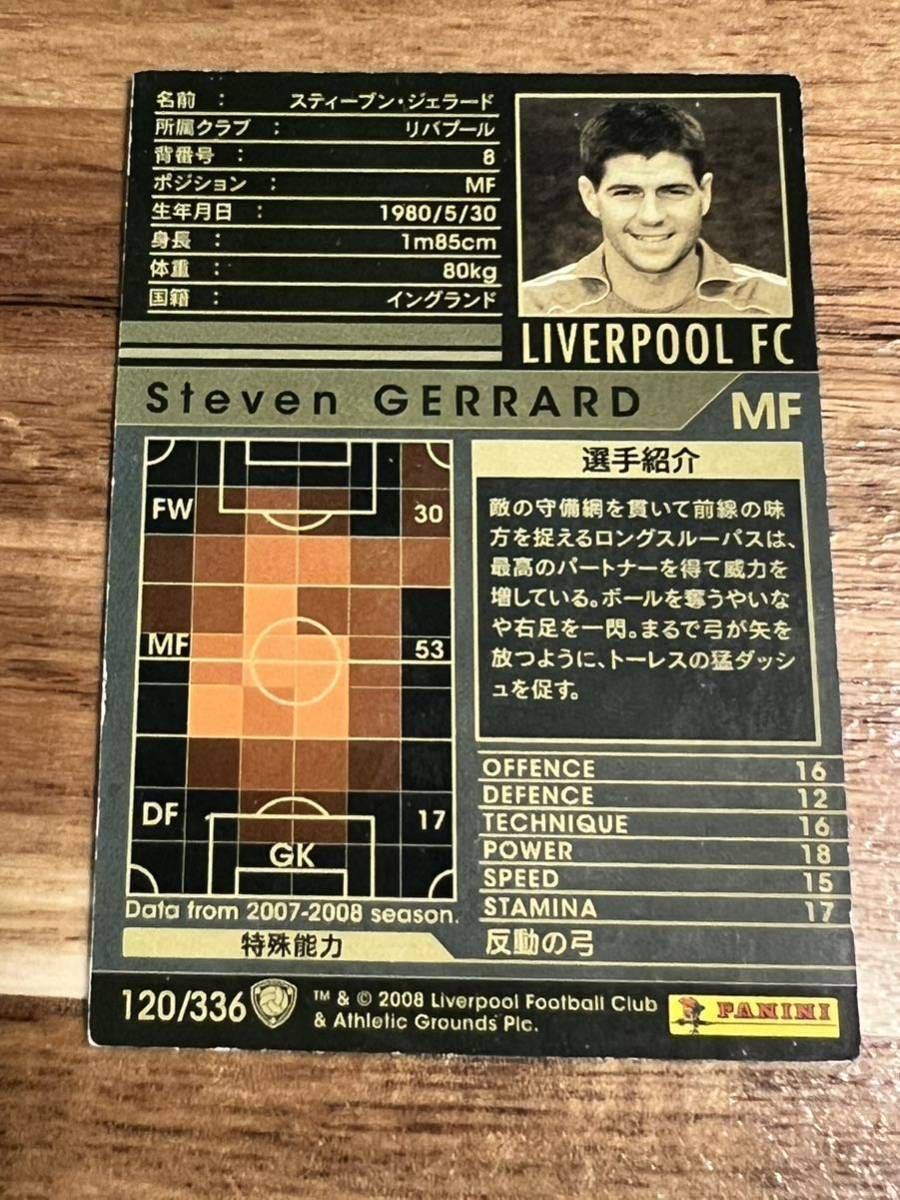 名前 : スティーブン・ジェラード
所属クラブ : リバプール
背番号 : 8
ポジション : MF
生年月日 : 1980/5/30
身長 : 1m85cm
体重 : 80kg
国籍 : イングランド
LIVERPOOL FC
Steven GERRARD
MF
FW 30
MF 53
DF 17
GK
Data from 2007-2008 season.
選手紹介
敵の守備網を貫いて前線の味
方を捉えるロングスルーパスは、
最高のパートナーを得て威力を
増している。ボールを奪うやいな
や右足を一閃。まるで弓が矢を
放つように、トーレスの猛ダッシ
ュを促す。
OFFENCE 16
DEFENCE 12
TECHNIQUE 16
POWER 18
SPEED 15
STAMINA 17
特殊能力 反動の弓
120/336
™ & © 2008 Liverpool Football Club
& Athletic Grounds Plc.
PANINI